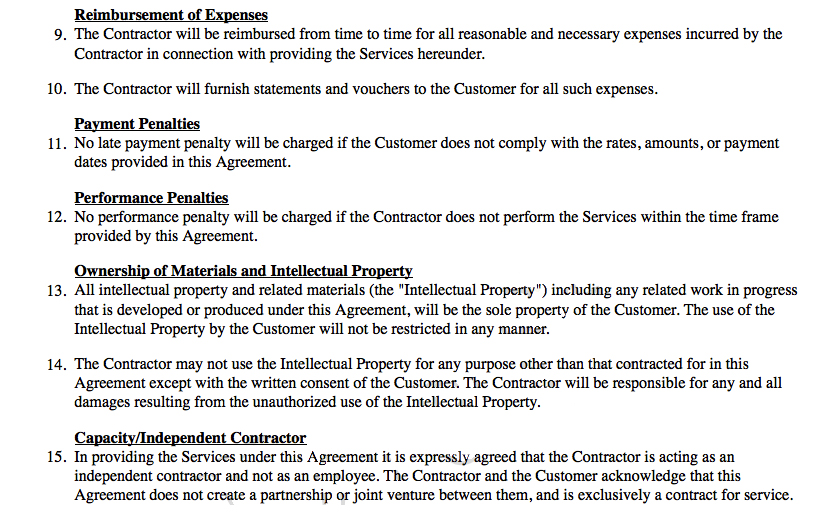 Reimbursement of Expenses
9. The Contractor will be reimbursed from time to time for all reasonable and necessary expenses incurred by the
Contractor in connection with providing the Services hereunder.
10. The Contractor will furnish statements and vouchers to the Customer for all such expenses.
Payment Penalties
11. No late payment penalty will be charged if the Customer does not comply with the rates, amounts, or payment
dates provided in this Agreement.
Performance Penalties
12. No performance penalty will be charged if the Contractor does not perform the Services within the time frame
provided by this Agreement.
Ownership of Materials and Intellectual Property
13. All intellectual property and related materials (the "Intellectual Property") including any related work in progress
that is developed or produced under this Agreement, will be the sole property of the Customer. The use of the
Intellectual Property by the Customer will not be restricted in any manner.
14. The Contractor may not use the Intellectual Property for any purpose other than that contracted for in this
Agreement except with the written consent of the Customer. The Contractor will be responsible for any and all
damages resulting from the unauthorized use of the Intellectual Property.
Capacity/Independent Contractor
15. In providing the Services under this Agreement it is expressly agreed that the Contractor is acting as an
independent contractor and not as an employee. The Contractor and the Customer acknowledge that this
Agreement does not create a partnership or joint venture between them, and is exclusively a contract for service.